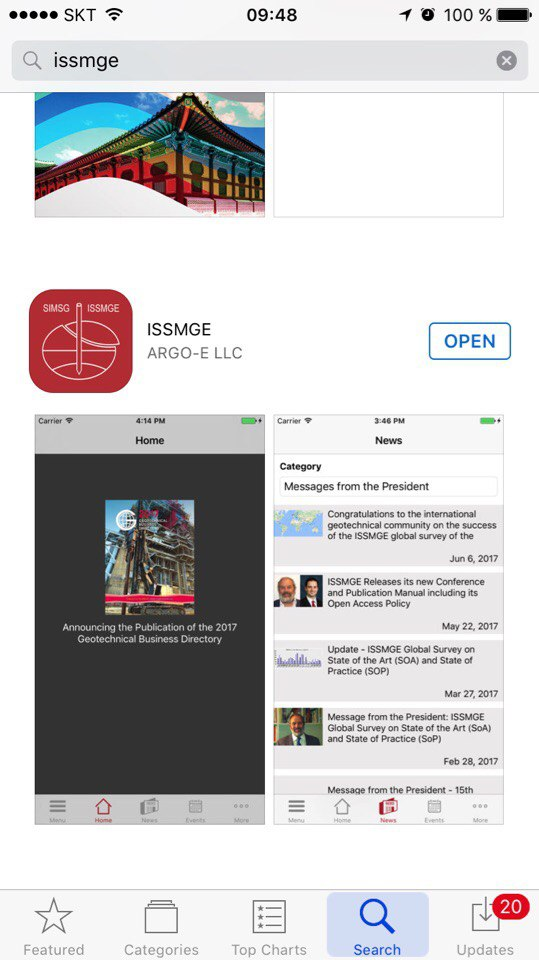 SKT 09:48 100 %
issmge
SIMSG ISSMGE
ISSMGE
ARGO-E LLC
OPEN
Carrier 4:14 PM
Home
Announcing the Publication of the 2017
Geotechnical Business Directory
Menu Home News Events More
Carrier 3:46 PM
News
Category
Messages from the President
Congratulations to the international
geotechnical community on the success
of the ISSMGE global survey of the
Jun 6, 2017
ISSMGE Releases its new Conference
and Publication Manual including its
Open Access Policy
May 22, 2017
Update - ISSMGE Global Survey on
State of the Art (SOA) and State of
Practice (SOP)
Mar 27, 2017
Message from the President: ISSMGE
Global Survey on State of the Art (SoA)
and State of Practice (SoP)
Feb 28, 2017
Message from the President - 15th
Menu Home News Events More
20
Featured Categories Top Charts Search Updates